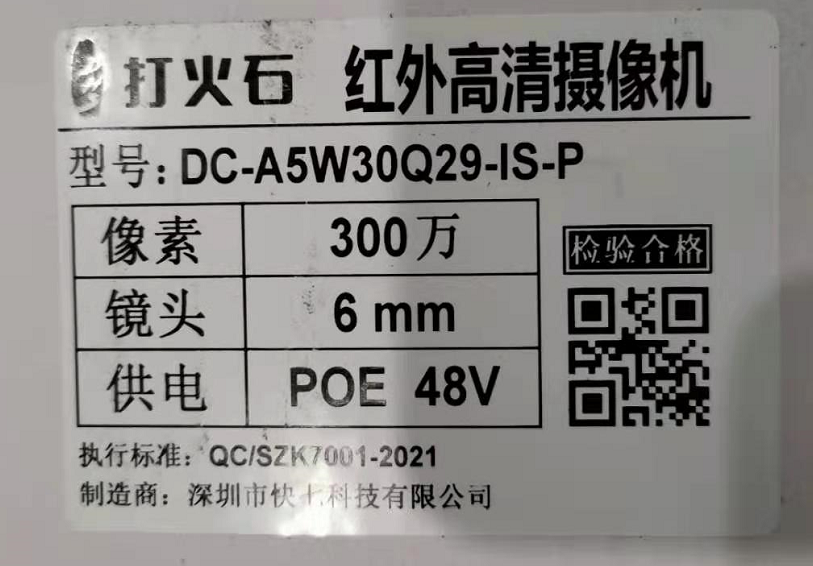 打火石 红外高清摄像机
型号: DC-A5W30Q29-IS-P
像素 300万
镜头 6 mm
检验合格
供电 POE 48V
执行标准: QC/SZK7001-2021
制造商: 深圳市快七科技有限公司